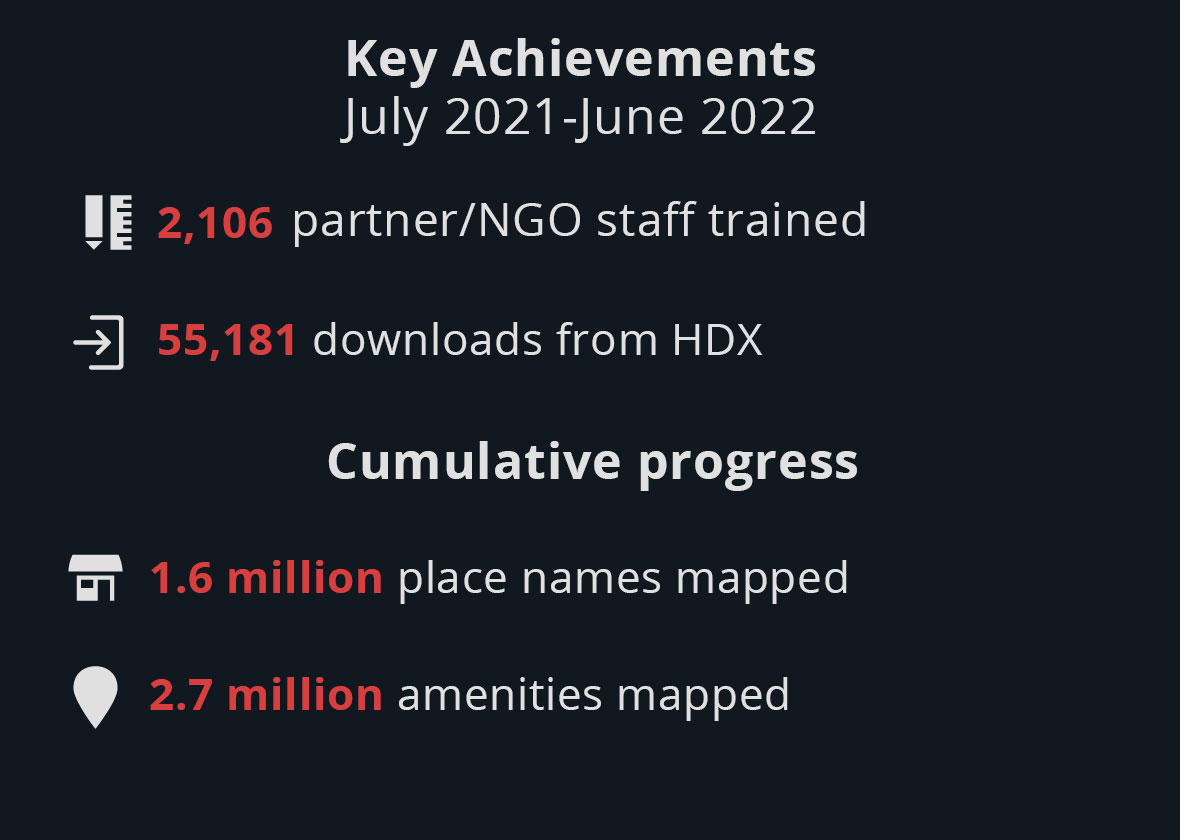 Key Achievements
July 2021-June 2022
2,106 partner/NGO staff trained
55,181 downloads from HDX
Cumulative progress
1.6 million place names mapped
2.7 million amenities mapped